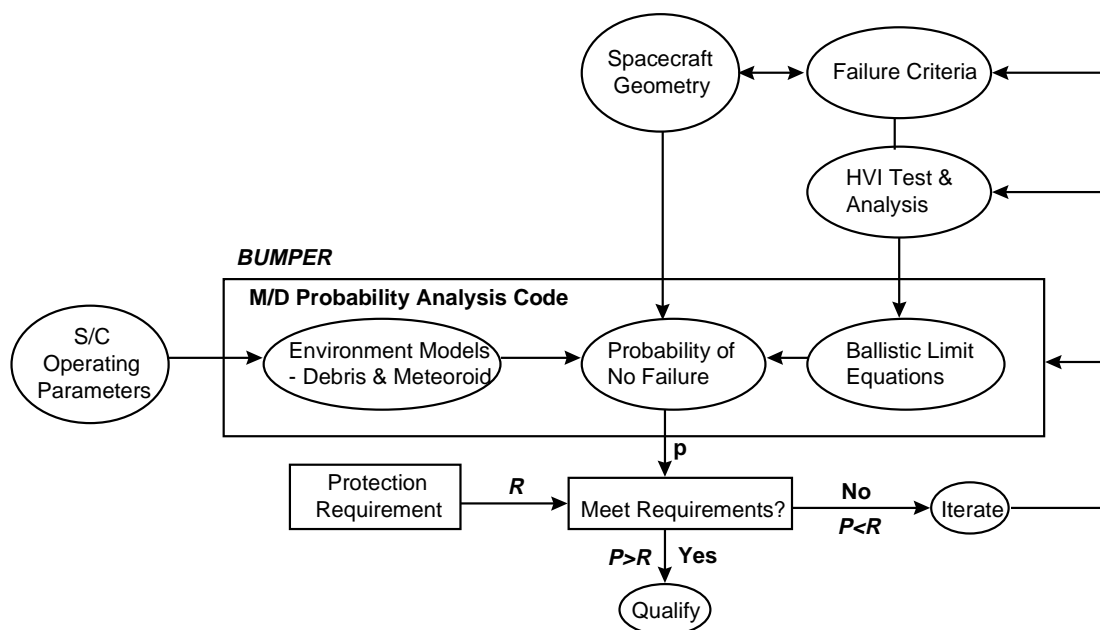 Spacecraft
Geometry
Failure Criteria
HVI Test &
Analysis
BUMPER
M/D Probability Analysis Code
S/C
Operating
Parameters
Environment Models
- Debris & Meteoroid
Probability of
No Failure
Ballistic Limit
Equations
p
Protection
Requirement
R
Meet Requirements?
No
P<R
Iterate
P>R
Yes
Qualify